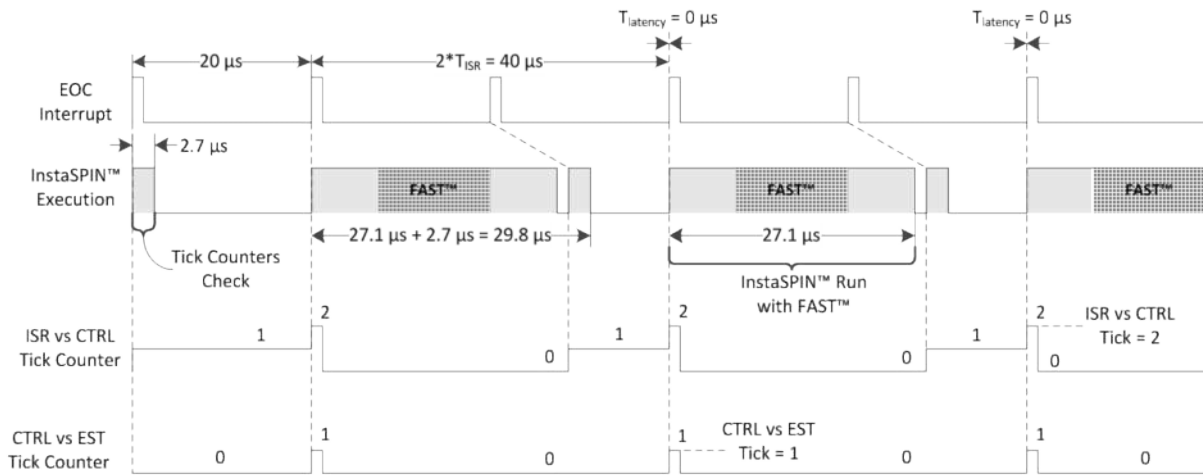 Tlatency = 0 μs
Tlatency = 0 μs
20 μs
2*TISR = 40 μs
EOC
Interrupt
2.7 μs
InstaSPIN™
Execution
FAST™
FAST™
FAST™
27.1 μs + 2.7 μs = 29.8 μs
27.1 μs
Tick Counters
Check
InstaSPIN™ Run
with FAST™
ISR vs CTRL
Tick Counter
1
2
0
1
2
0
1
2
0
ISR vs CTRL
Tick = 2
CTRL vs EST
Tick Counter
0
1
0
1
CTRL vs EST
Tick = 1
0
1
0